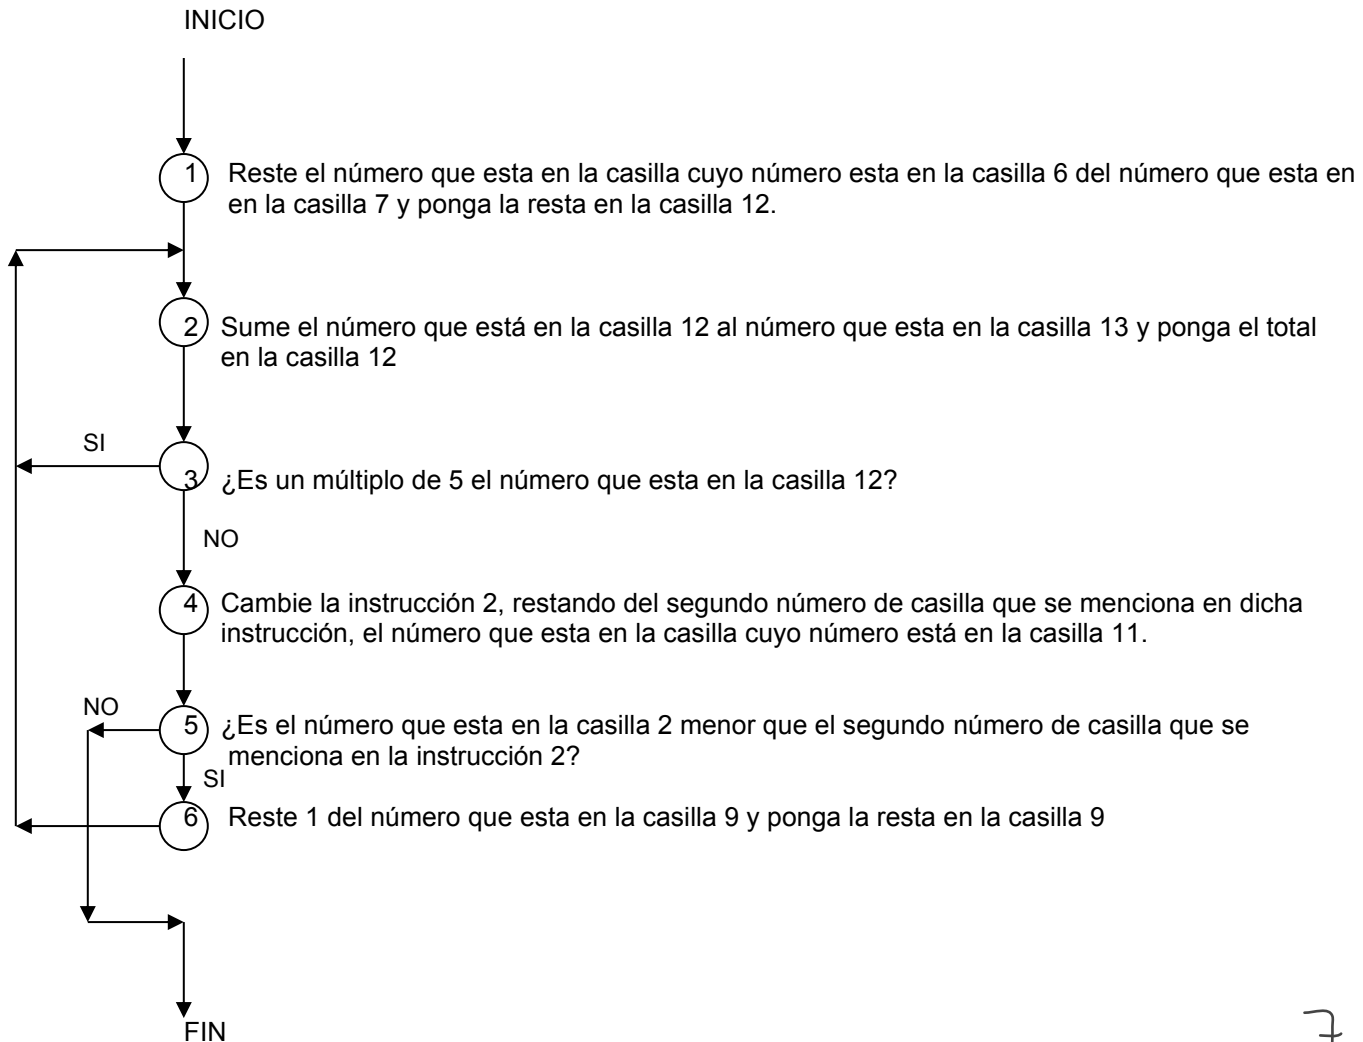 INICIO
1 Reste el número que esta en la casilla cuyo número esta en la casilla 6 del número que esta en
en la casilla 7 y ponga la resta en la casilla 12.
2 Sume el número que está en la casilla 12 al número que esta en la casilla 13 y ponga el total
en la casilla 12
SI
3 ¿Es un múltiplo de 5 el número que esta en la casilla 12?
NO
4 Cambie la instrucción 2, restando del segundo número de casilla que se menciona en dicha
instrucción, el número que esta en la casilla cuyo número está en la casilla 11.
NO
5 ¿Es el número que esta en la casilla 2 menor que el segundo número de casilla que se
menciona en la instrucción 2?
SI
6 Reste 1 del número que esta en la casilla 9 y ponga la resta en la casilla 9
FIN
7